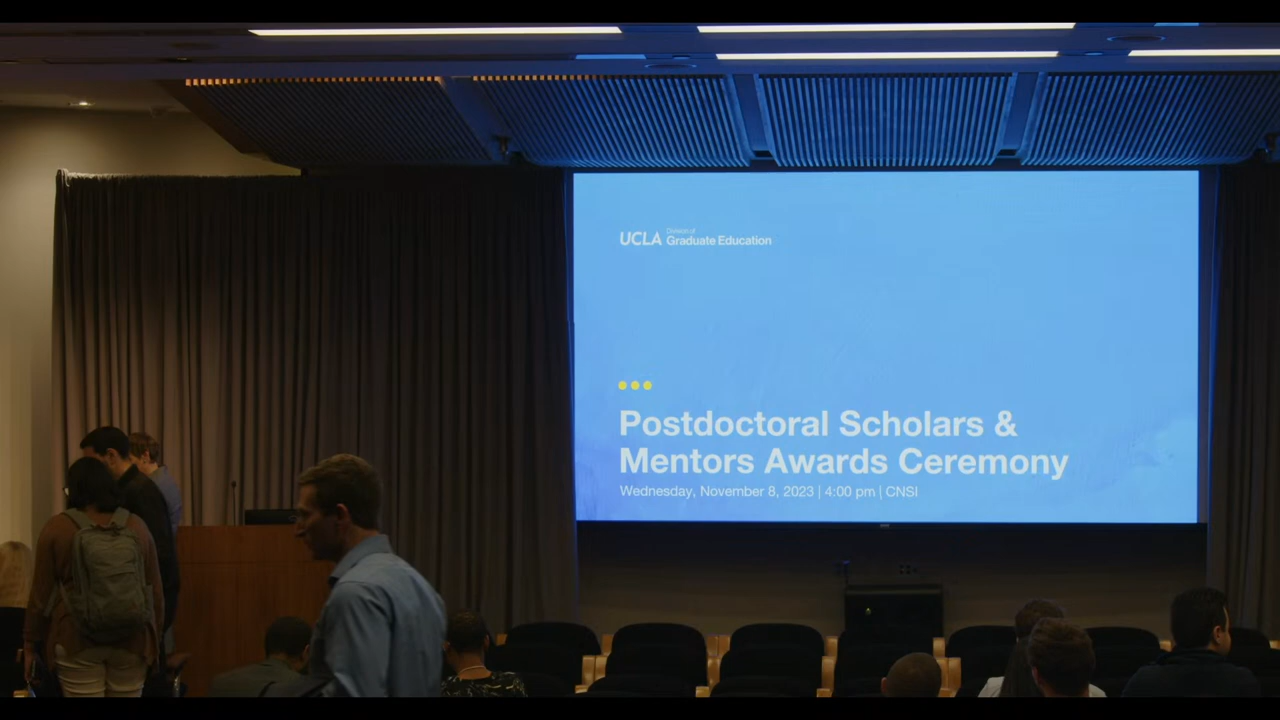 UCLA Division of
Graduate Education
Postdoctoral Scholars &
Mentors Awards Ceremony
Wednesday, November 8, 2023 | 4:00 pm | CNSI